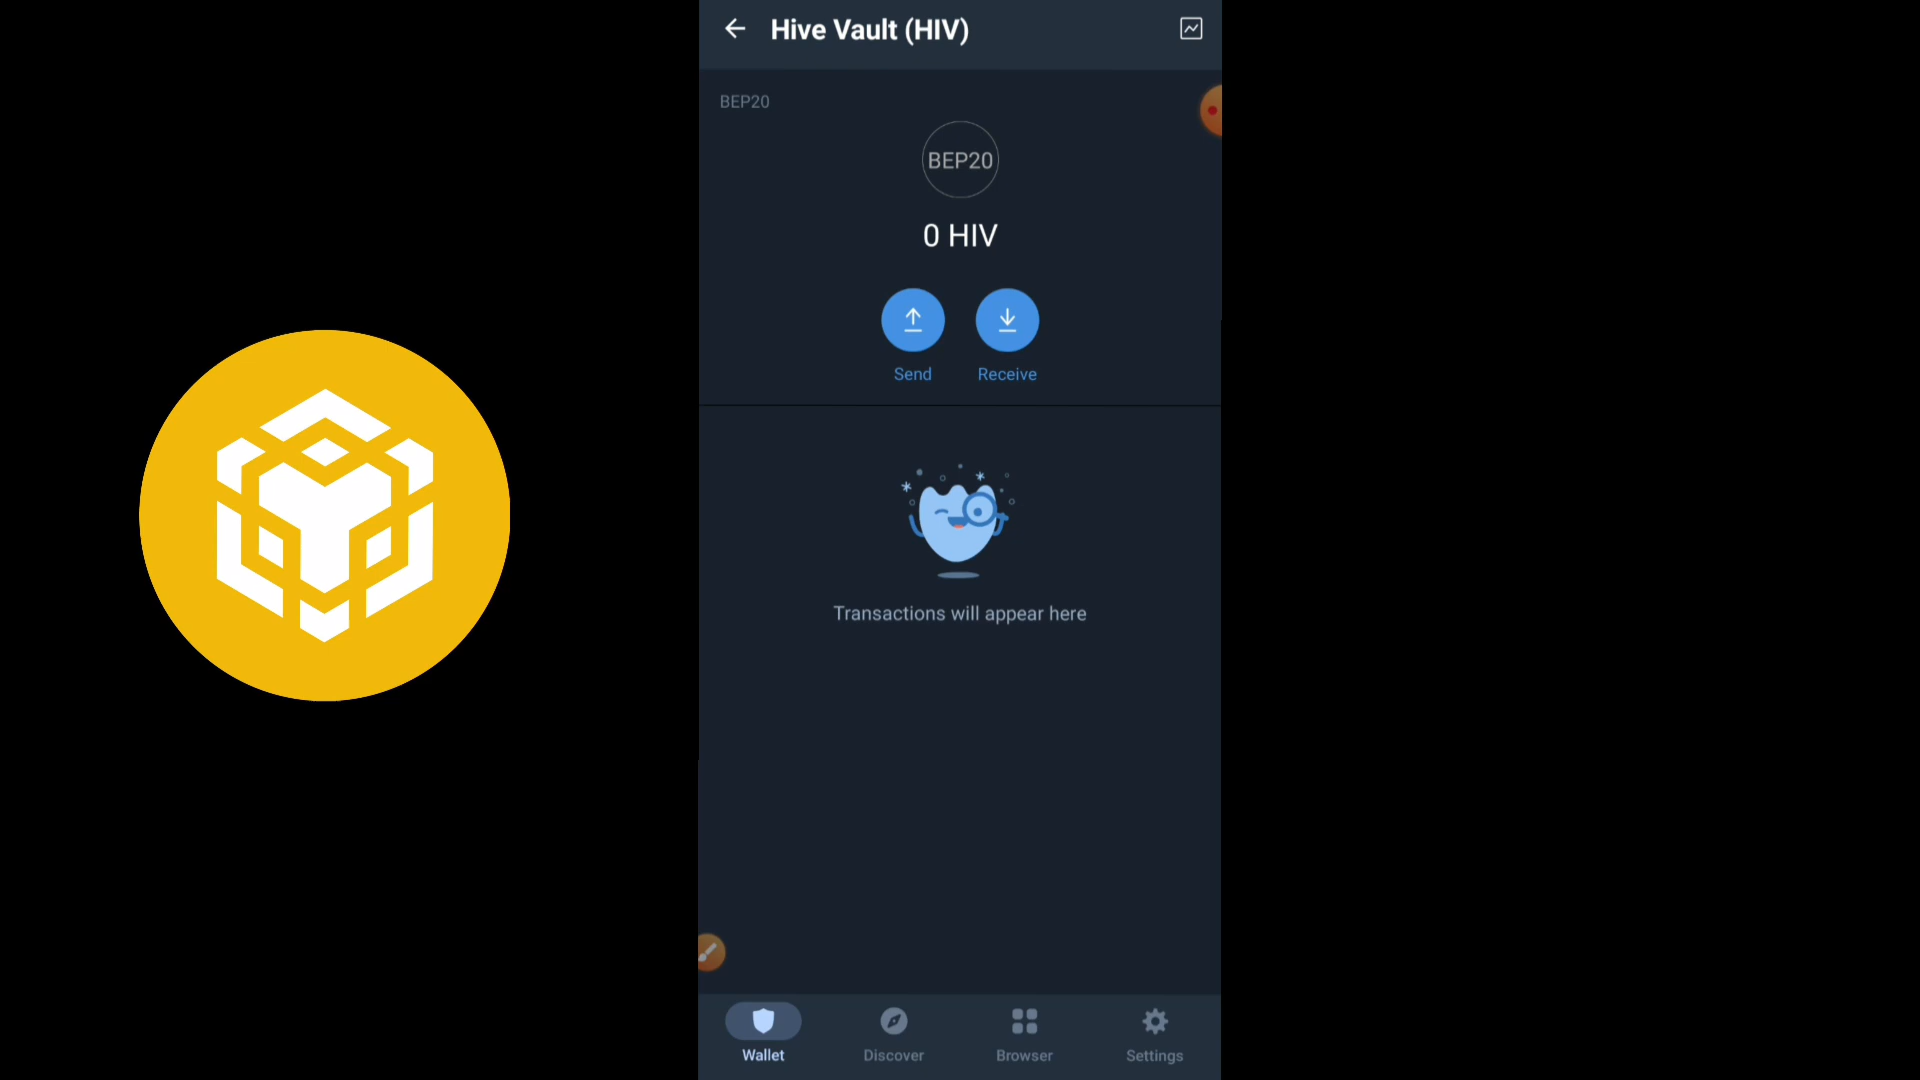 Hive Vault (HIV)
BEP20
BEP20
0 HIV
Send Receive
Transactions will appear here
Wallet Discover Browser Settings